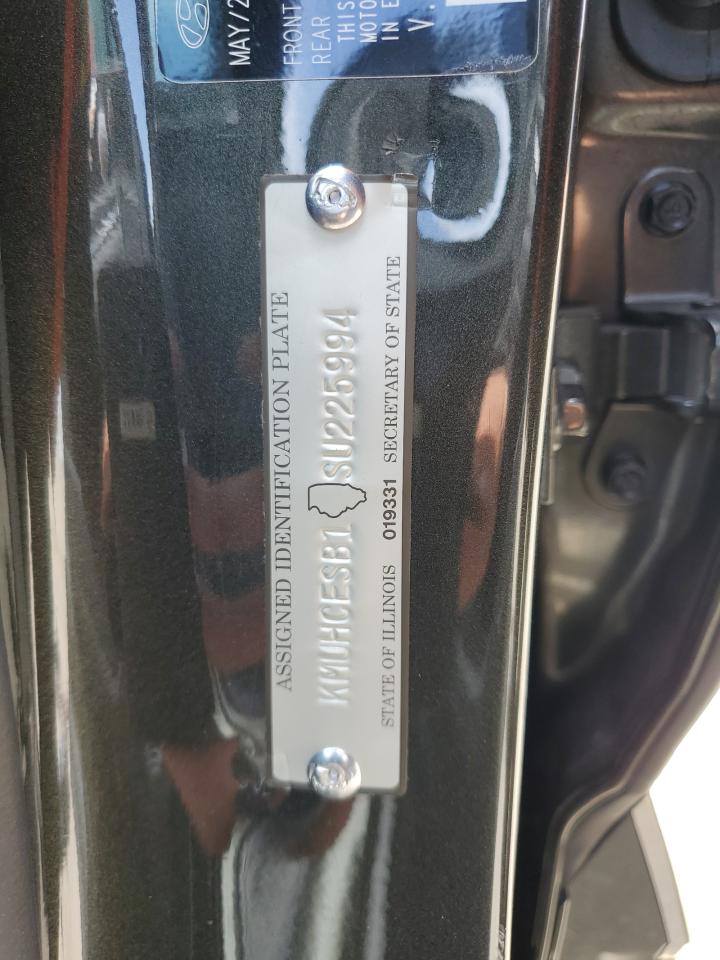 MAY/2
FRONT
REAR
THIS
MOTO
IN E
V.
ASSIGNED IDENTIFICATION PLATE
KMUHCESB1 SU225994
STATE OF ILLINOIS 019331 SECRETARY OF STATE